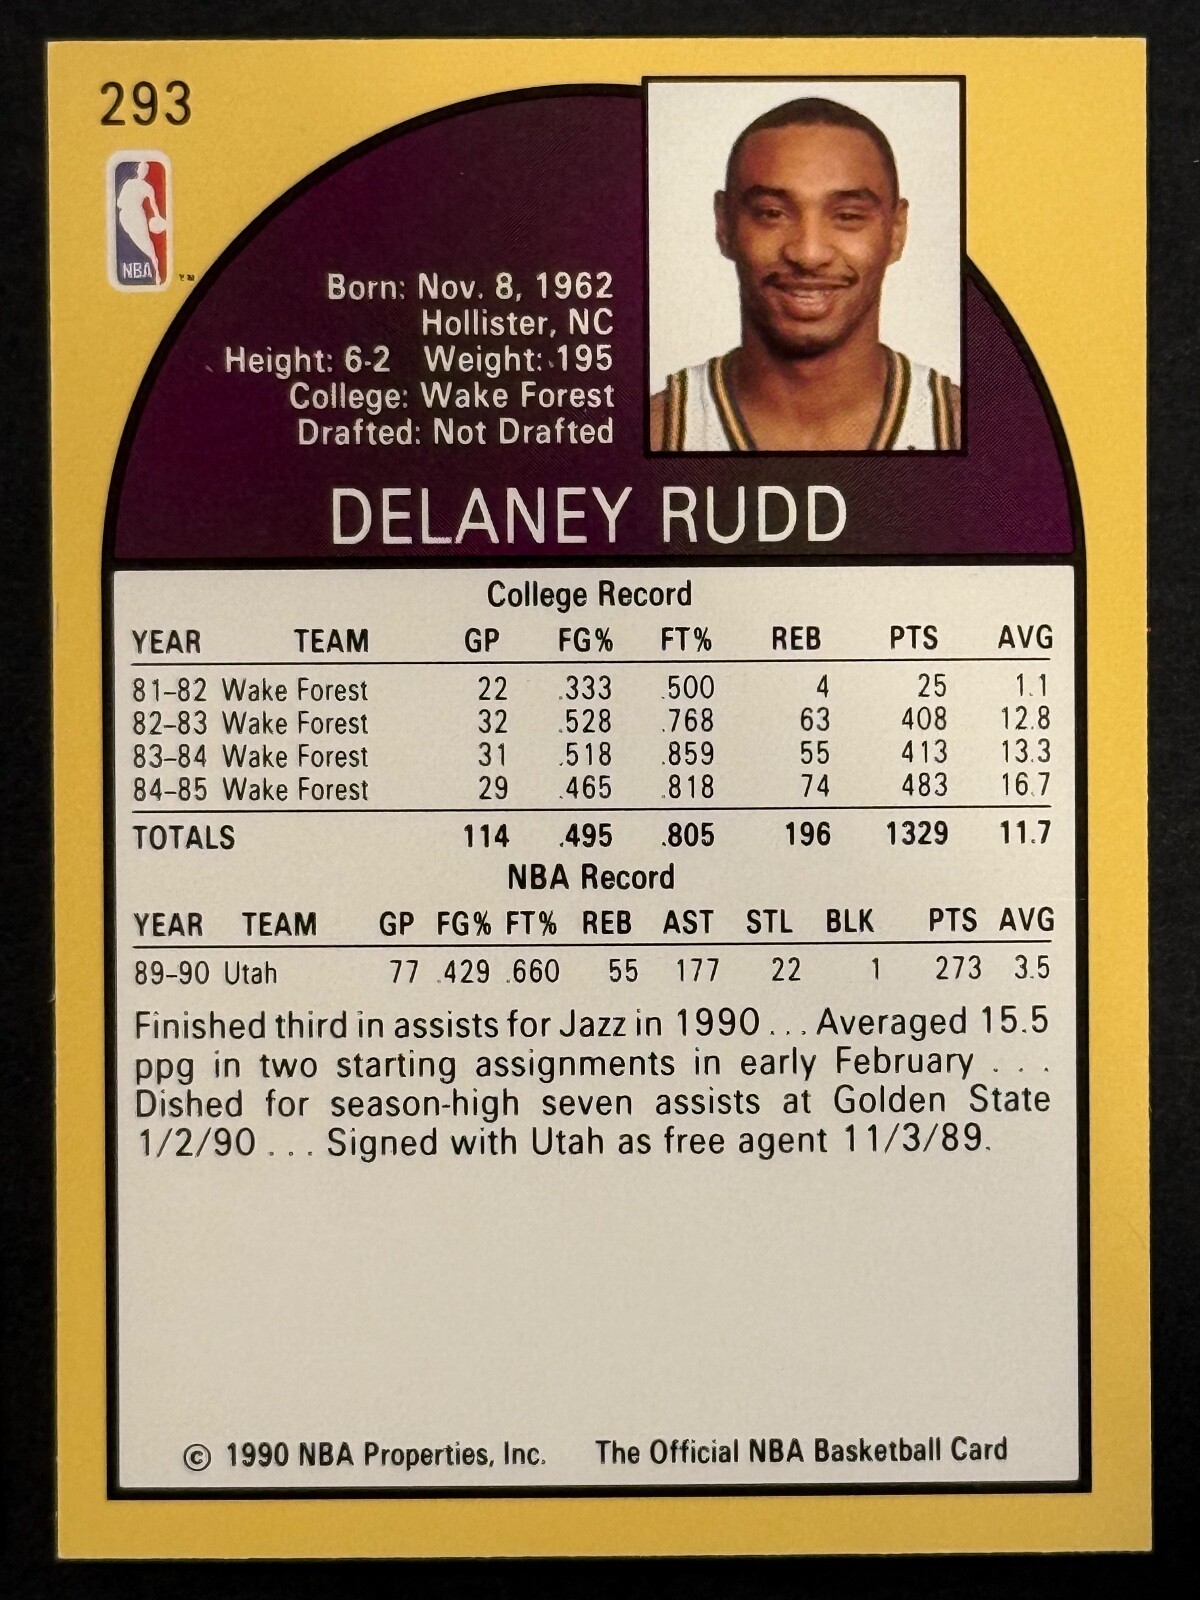 293
NBA
Born: Nov. 8, 1962
Hollister, NC
Height: 6-2 Weight: 195
College: Wake Forest
Drafted: Not Drafted
DELANEY RUDD
College Record
YEAR TEAM GP FG% FT% REB PTS AVG
81–82 Wake Forest 22 .333 .500 4 25 1.1
82–83 Wake Forest 32 .528 .768 63 408 12.8
83–84 Wake Forest 31 .518 .859 55 413 13.3
84–85 Wake Forest 29 .465 .818 74 483 16.7
TOTALS 114 .495 .805 196 1329 11.7
NBA Record
YEAR TEAM GP FG% FT% REB AST STL BLK PTS AVG
89–90 Utah 77 .429 .660 55 177 22 1 273 3.5
Finished third in assists for Jazz in 1990 . . . Averaged 15.5
ppg in two starting assignments in early February . . .
Dished for season-high seven assists at Golden State
1/2/90 . . . Signed with Utah as free agent 11/3/89.
© 1990 NBA Properties, Inc. The Official NBA Basketball Card